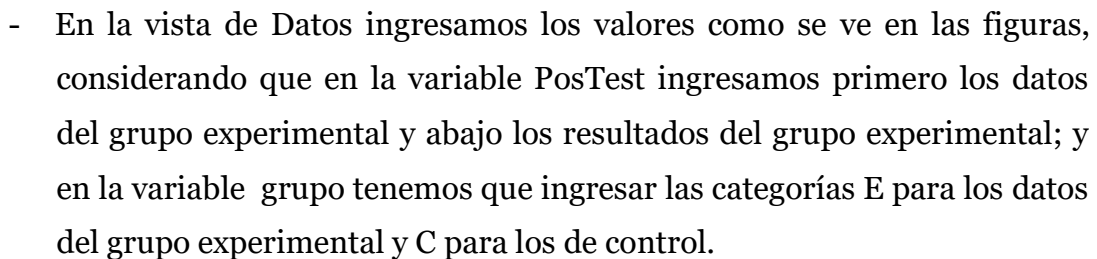 - En la vista de Datos ingresamos los valores como se ve en las figuras,
considerando que en la variable PosTest ingresamos primero los datos
del grupo experimental y abajo los resultados del grupo experimental; y
en la variable grupo tenemos que ingresar las categorías E para los datos
del grupo experimental y C para los de control.